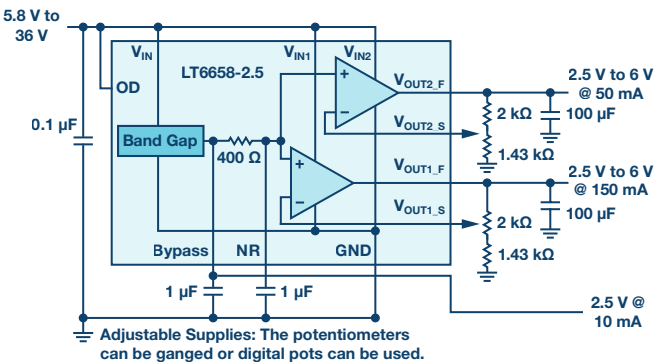 5.8 V to
36 V
VIN
VIN1
VIN2
LT6658-2.5
OD
VOUT2_F
2.5 V to 6 V
@ 50 mA
2 kΩ
100 µF
VOUT2_S
1.43 kΩ
0.1 µF
Band Gap
400 Ω
VOUT1_F
2.5 V to 6 V
@ 150 mA
100 µF
VOUT1_S
2 kΩ
1.43 kΩ
Bypass
NR
GND
1 µF
1 µF
2.5 V @
10 mA
+
−
+
−
Adjustable Supplies: The potentiometers
can be ganged or digital pots can be used.